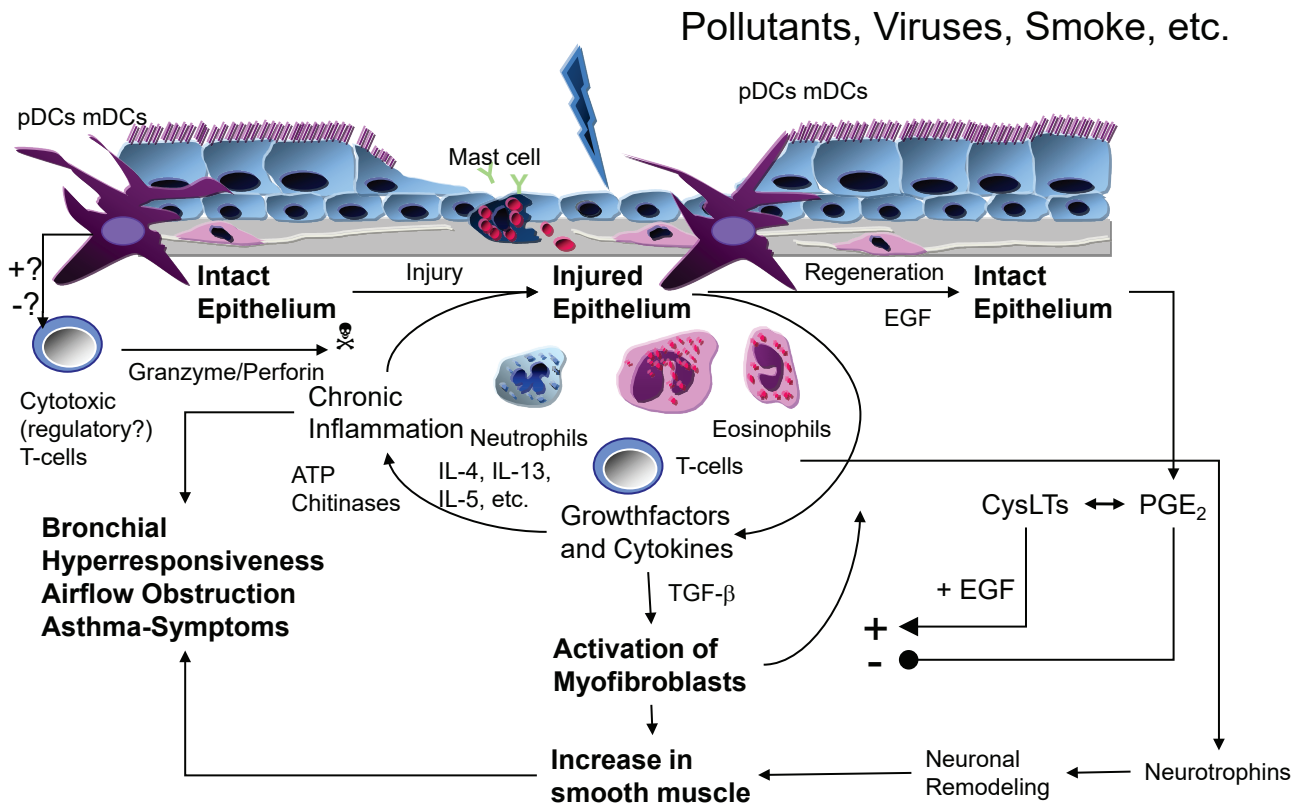 Pollutants, Viruses, Smoke, etc.
pDCs mDCs
pDCs mDCs
Mast cell
+?
-?
Intact
Epithelium
Injury
Injured
Epithelium
Regeneration
EGF
Intact
Epithelium
Granzyme/Perforin
Cytotoxic
(regulatory?)
T-cells
Chronic
Inflammation
Neutrophils
Eosinophils
T-cells
ATP
Chitinases
IL-4, IL-13,
IL-5, etc.
Growthfactors
and Cytokines
CysLTs
PGE₂
Bronchial
Hyperresponsiveness
Airflow Obstruction
Asthma-Symptoms
TGF-β
+ EGF
+
-
Activation of
Myofibroblasts
Increase in
smooth muscle
Neuronal
Remodeling
Neurotrophins